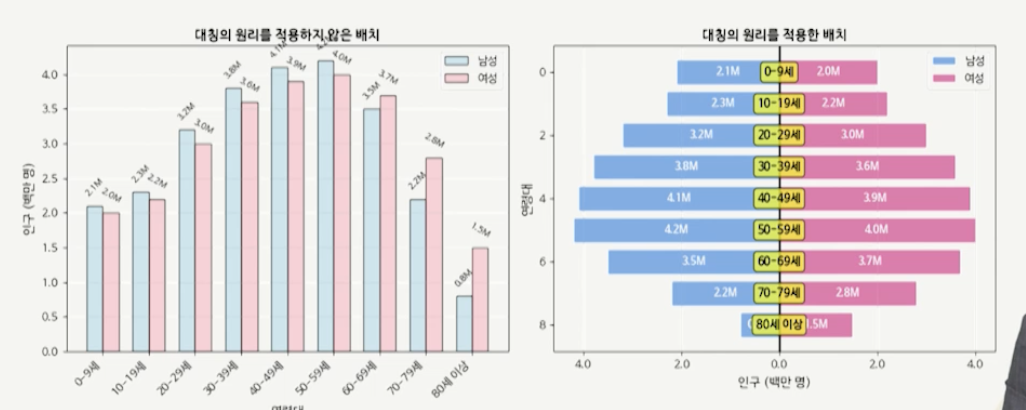 대칭의 원리를 적용하지 않은 배치
4.0
3.5
3.0
2.5
2.0
1.5
1.0
0.5
0.0
인구 (백만 명)
2.1M 2.0M
2.3M 2.2M
3.2M 3.0M
3.8M 3.6M
4.1M 3.9M
4.2M 4.0M
3.5M 3.7M
2.2M 2.8M
0.8M 1.5M
남성
여성
0-9세 10-19세 20-29세 30-39세 40-49세 50-59세 60-69세 70-79세 80세 이상
연령대
대칭의 원리를 적용한 배치
남성
여성
0 2.1M 0-9세 2.0M
2.3M 10-19세 2.2M
2 3.2M 20-29세 3.0M
3.8M 30-39세 3.6M
4 4.1M 40-49세 3.9M
4.2M 50-59세 4.0M
6 3.5M 60-69세 3.7M
2.2M 70-79세 2.8M
8 80세 이상 .5M
연령대
4.0 2.0 0.0 2.0 4.0
인구 (백만 명)